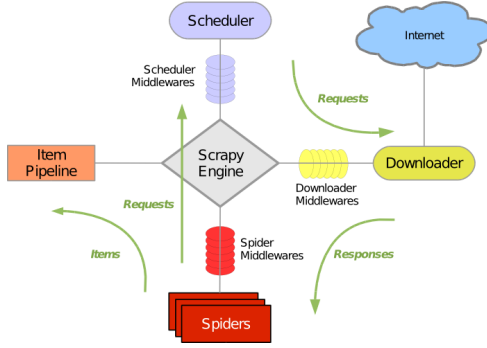 Scheduler
Internet
Scheduler
Middlewares
Requests
Item
Pipeline
Scrapy
Engine
Downloader
Downloader
Middlewares
Requests
Items
Spider
Middlewares
Responses
Spiders